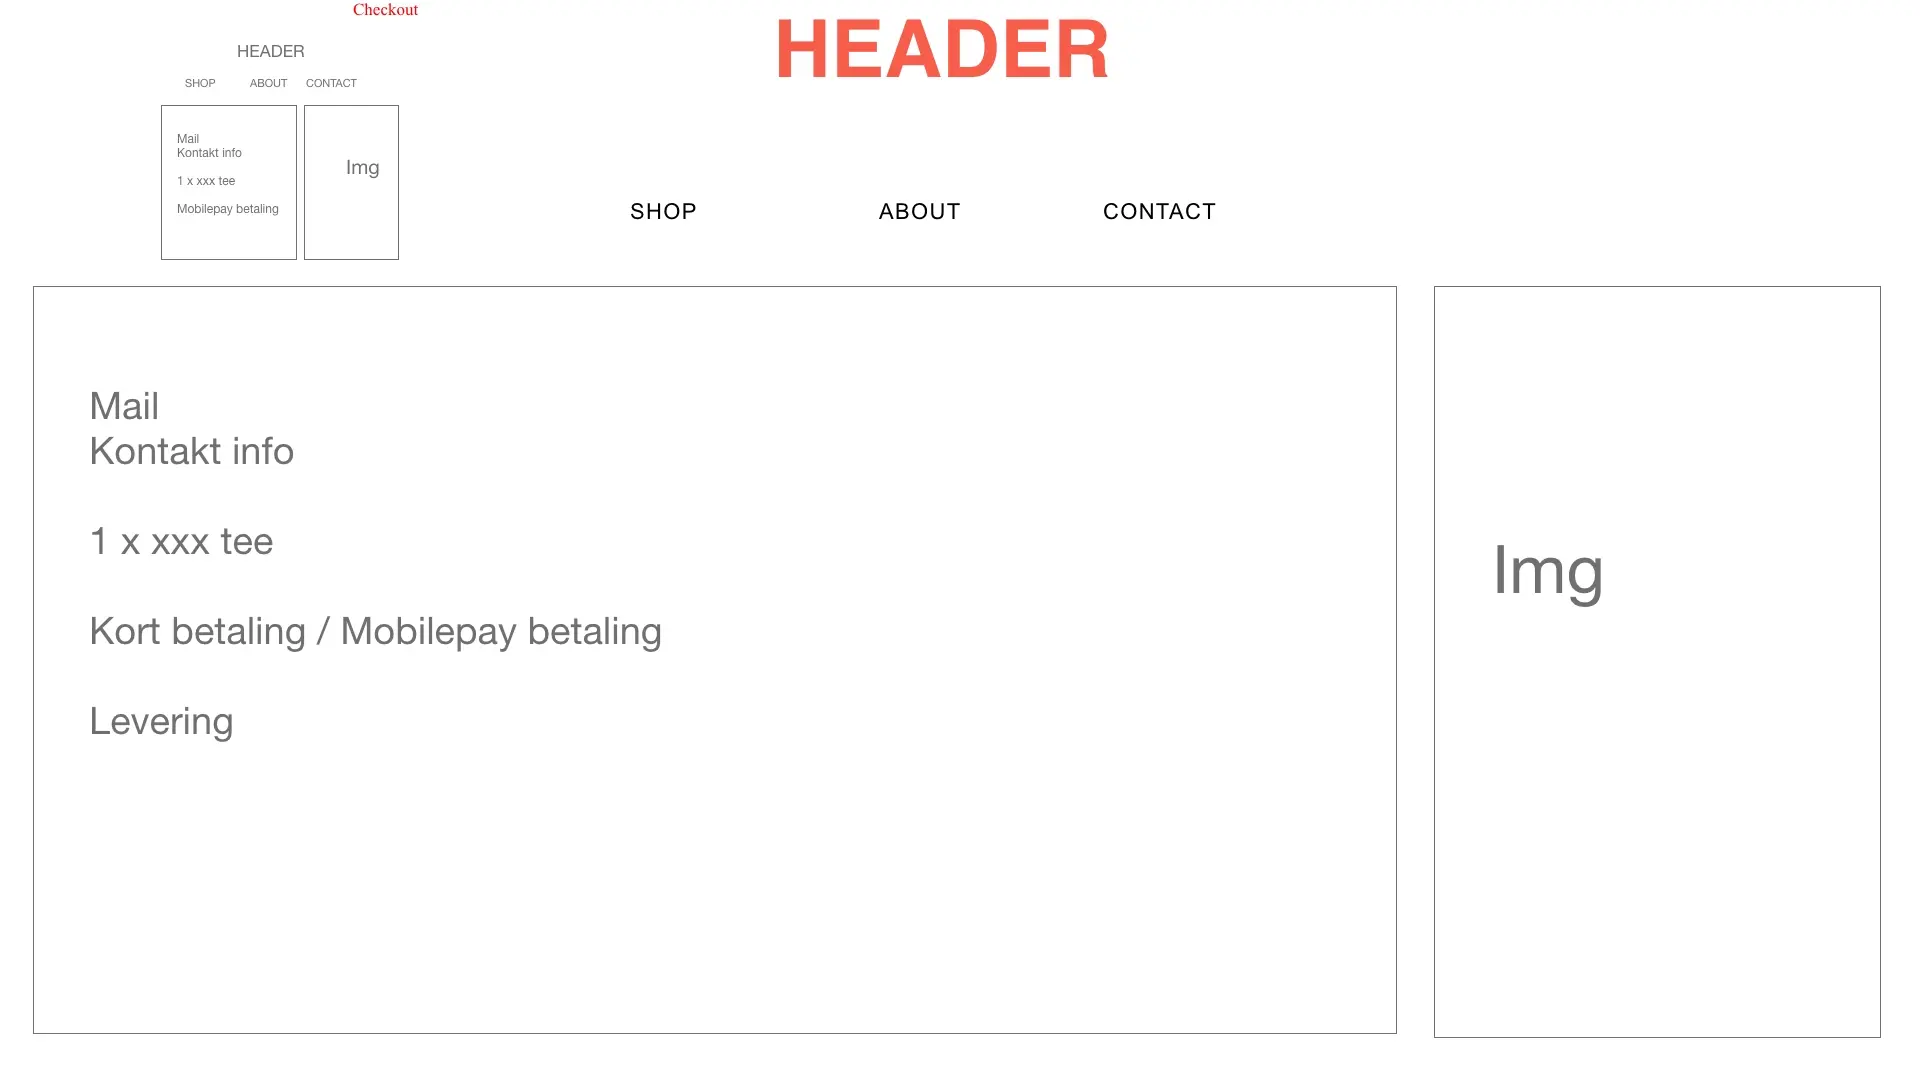 Checkout
HEADER
SHOP ABOUT CONTACT
Mail
Kontakt info
1 x xxx tee
Mobilepay betaling
Img
HEADER
SHOP ABOUT CONTACT
Mail
Kontakt info
1 x xxx tee
Kort betaling / Mobilepay betaling
Levering
Img